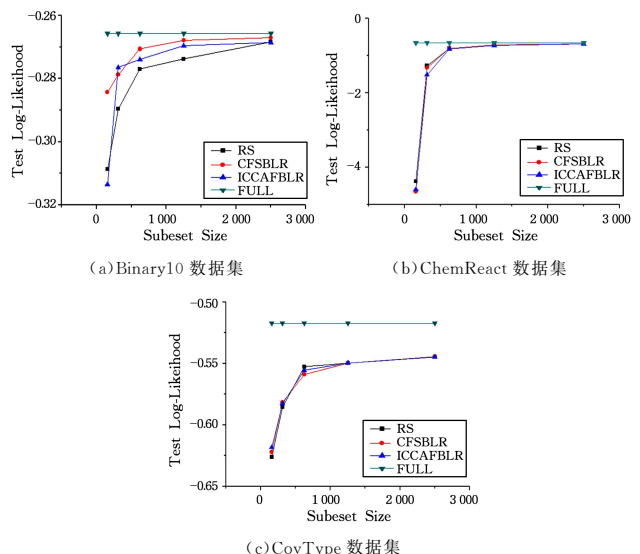 -0.26
-0.28
-0.30
-0.32
Test Log-Likeihood
RS
CFSBLR
ICCAFBLR
FULL
0 1 000 2 000 3 000
Subeset Size
(a)Binary10 数据集
0
-2
-4
Test Log-Likeihood
RS
CFSBLR
ICCAFBLR
FULL
0 1 000 2 000 3 000
Subeset Size
(b)ChemReact 数据集
-0.50
-0.55
-0.60
-0.65
Test Log-Likeihood
RS
CFSBLR
ICCAFBLR
FULL
0 1 000 2 000 3 000
Subeset Size
(c)CovType 数据集